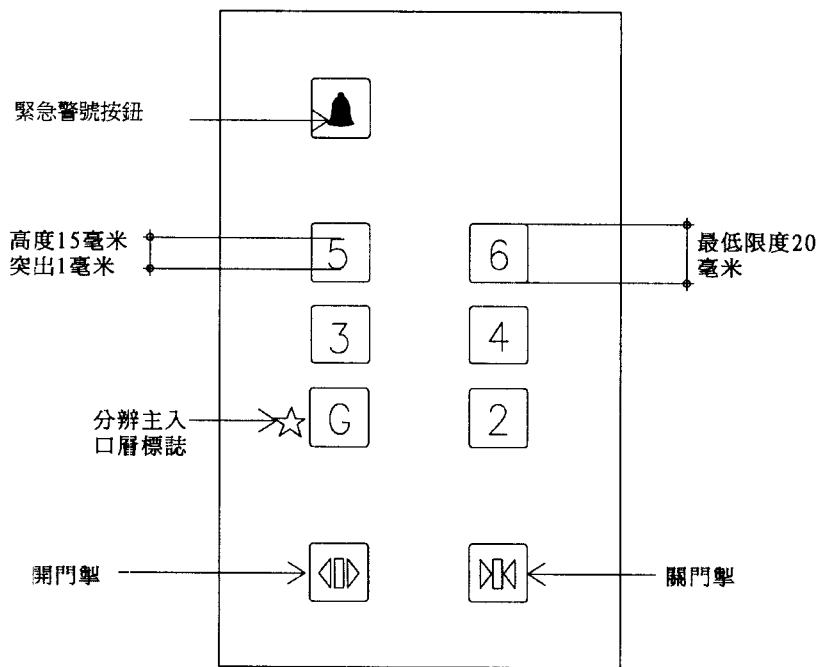 緊急警號按鈕
高度15毫米
突出1毫米
5
6
最低限度20
毫米
3
4
分辨主入
口層標誌
G
2
開門掣
關門掣